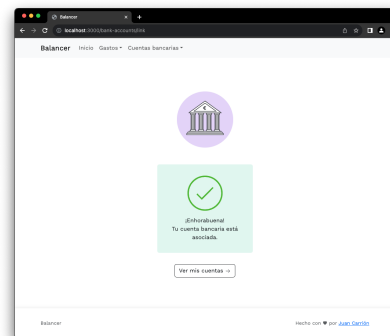 Balancer
localhost:3000/bank-accounts/link
Balancer Inicio Gastos Cuentas bancarias
€
¡Enhorabuena!
Tu cuenta bancaria está
asociada.
Ver mis cuentas →
Balancer Hecho con ♥ por Juan Carrión